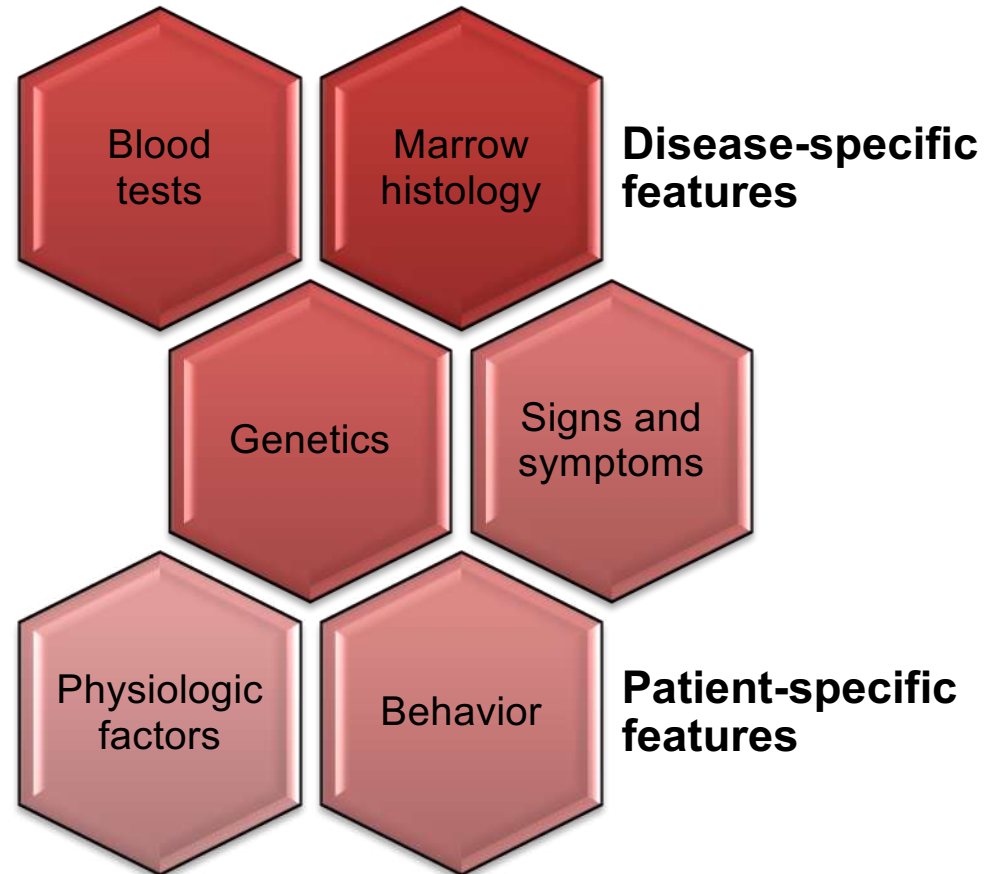 Blood
tests
Marrow
histology
Disease-specific
features
Genetics
Signs and
symptoms
Physiologic
factors
Behavior
Patient-specific
features